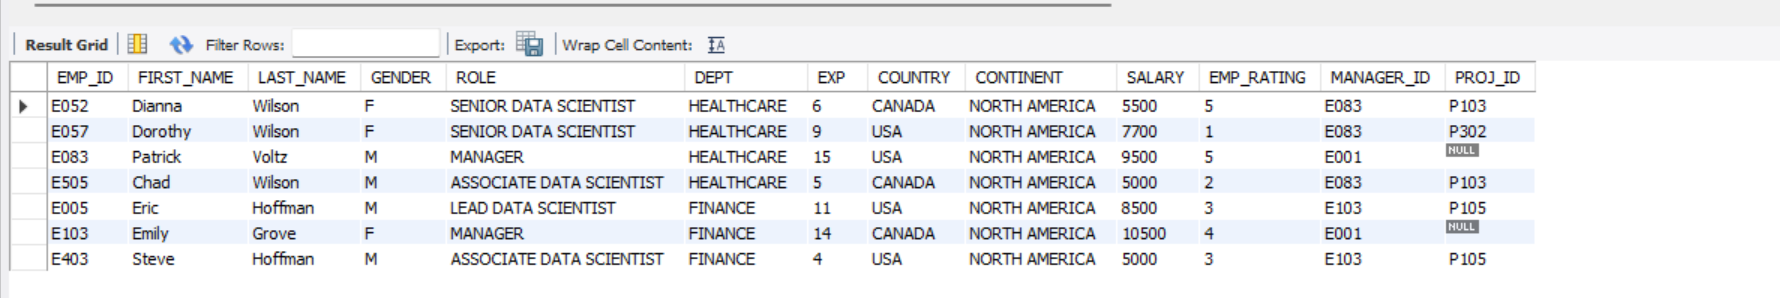 Result Grid Filter Rows: Export: Wrap Cell Content: IA
EMP_ID FIRST_NAME LAST_NAME GENDER ROLE DEPT EXP COUNTRY CONTINENT SALARY EMP_RATING MANAGER_ID PROJ_ID
E052 Dianna Wilson F SENIOR DATA SCIENTIST HEALTHCARE 6 CANADA NORTH AMERICA 5500 5 E083 P103
E057 Dorothy Wilson F SENIOR DATA SCIENTIST HEALTHCARE 9 USA NORTH AMERICA 7700 1 E083 P302
E083 Patrick Voltz M MANAGER HEALTHCARE 15 USA NORTH AMERICA 9500 5 E001 NULL
E505 Chad Wilson M ASSOCIATE DATA SCIENTIST HEALTHCARE 5 CANADA NORTH AMERICA 5000 2 E083 P103
E005 Eric Hoffman M LEAD DATA SCIENTIST FINANCE 11 USA NORTH AMERICA 8500 3 E103 P105
E103 Emily Grove F MANAGER FINANCE 14 CANADA NORTH AMERICA 10500 4 E001 NULL
E403 Steve Hoffman M ASSOCIATE DATA SCIENTIST FINANCE 4 USA NORTH AMERICA 5000 3 E103 P105